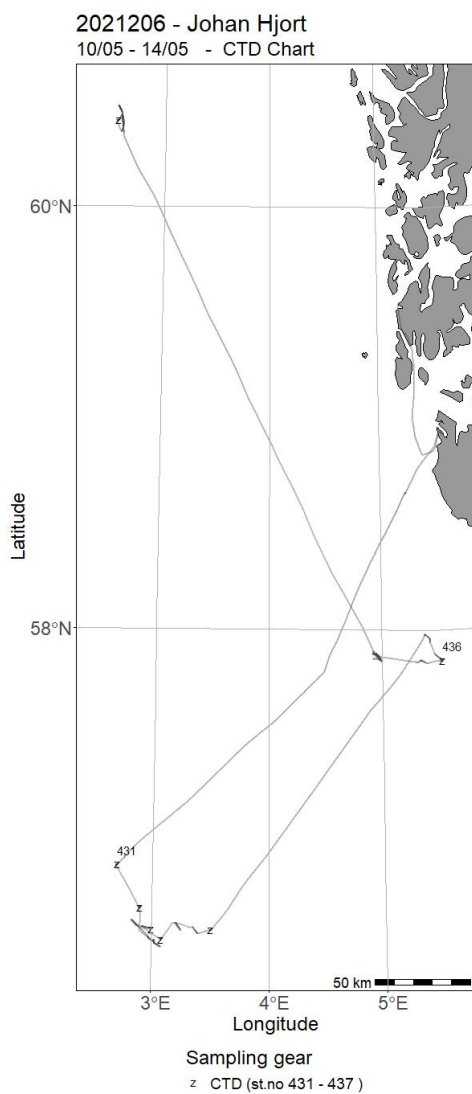 2021206 - Johan Hjort
10/05 - 14/05 - CTD Chart
z
60°N
Latitude
58°N
436
z
431
z
z
z
z
z
50 km
3°E
4°E
5°E
Longitude
Sampling gear
z CTD (st.no 431 - 437 )